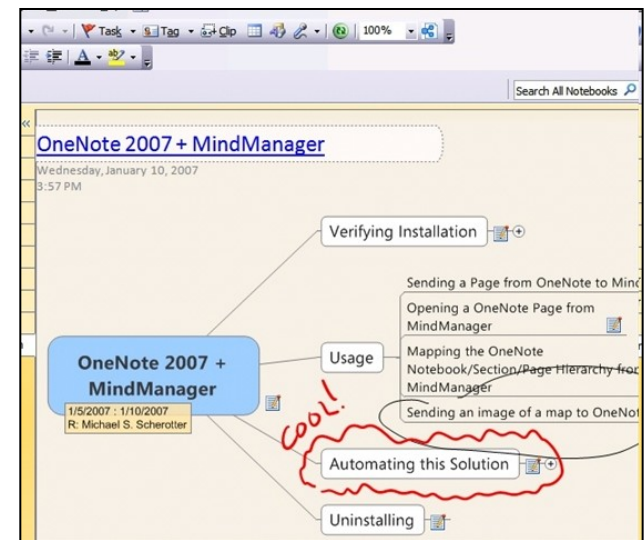 Task Tag Clip 100%
Search All Notebooks
OneNote 2007 + MindManager
Wednesday, January 10, 2007
3:57 PM
Verifying Installation
Sending a Page from OneNote to Mind
Opening a OneNote Page from
MindManager
OneNote 2007 +
MindManager
1/5/2007 : 1/10/2007
R: Michael S. Scherotter
Usage
Mapping the OneNote
Notebook/Section/Page Hierarchy from
MindManager
Sending an image of a map to OneNot
COOL!
Automating this Solution
Uninstalling